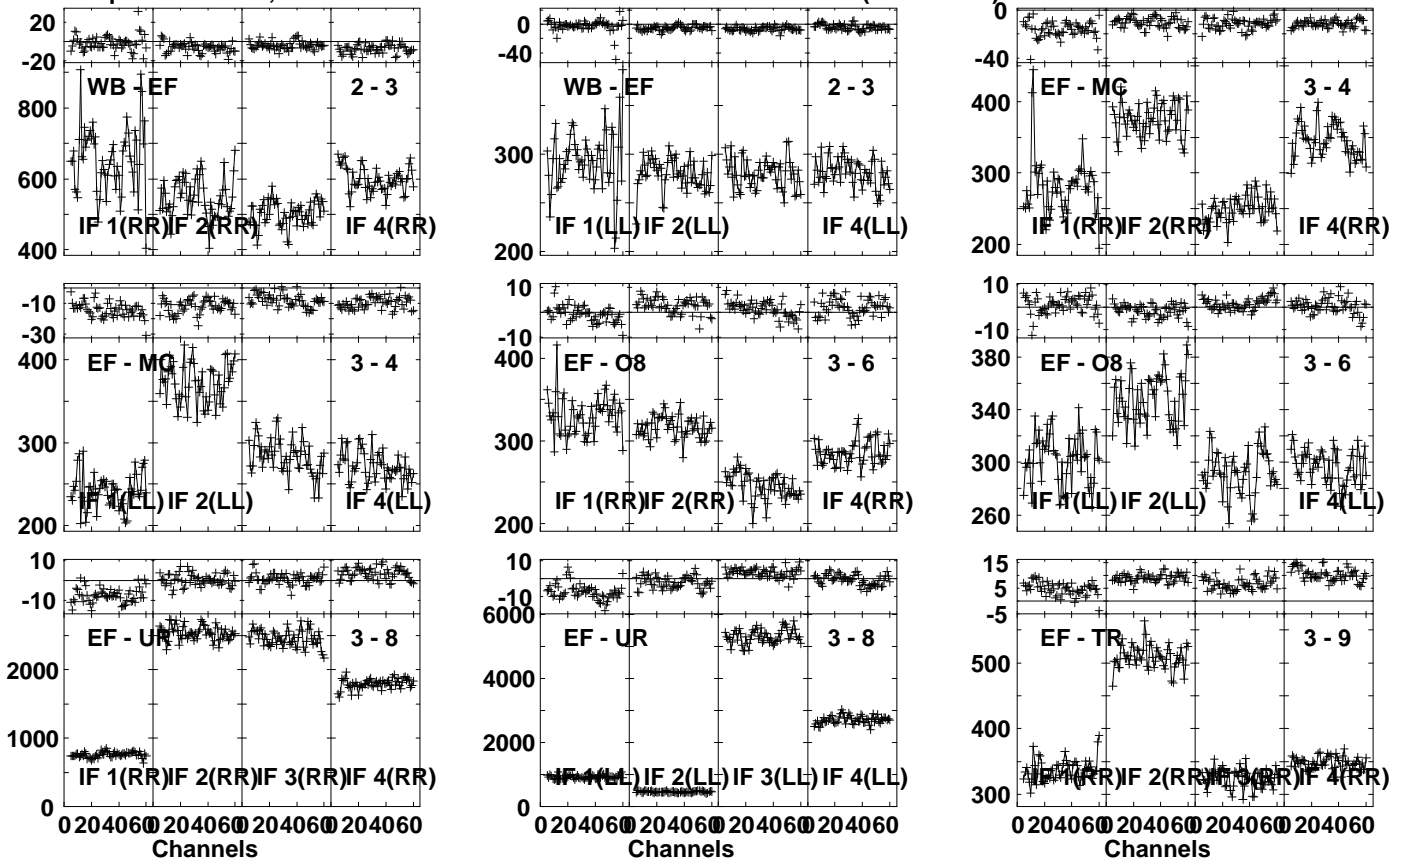 20
-20
800
600
400
WB - EF
2 - 3
IF 1(RR)
IF 2(RR)
IF 4(RR)
0
-40
300
200
WB - EF
2 - 3
IF 1(LL)
IF 2(LL)
IF 4(LL)
0
-40
400
300
200
EF - MC
3 - 4
IF 1(RR)
IF 2(RR)
IF 4(RR)
-10
-30
400
300
200
EF - MC
3 - 4
IF 1(LL)
IF 2(LL)
IF 4(LL)
10
-10
400
300
200
EF - O8
3 - 6
IF 1(RR)
IF 2(RR)
IF 4(RR)
10
-10
380
340
300
260
EF - O8
3 - 6
IF 1(LL)
IF 2(LL)
IF 4(LL)
10
-10
2000
1000
0
EF - UR
3 - 8
IF 1(RR)
IF 2(RR)
IF 3(RR)
IF 4(RR)
0 204060 0 204060 0 204060 0 204060
Channels
10
-10
6000
4000
2000
0
EF - UR
3 - 8
IF 1(LL)
IF 2(LL)
IF 3(LL)
IF 4(LL)
0 204060 0 204060 0 204060 0 204060
Channels
15
5
-5
500
400
300
EF - TR
3 - 9
IF 1(RR)
IF 2(RR)
IF 3(RR)
IF 4(RR)
0 204060 0 204060 0 204060 0 204060
Channels